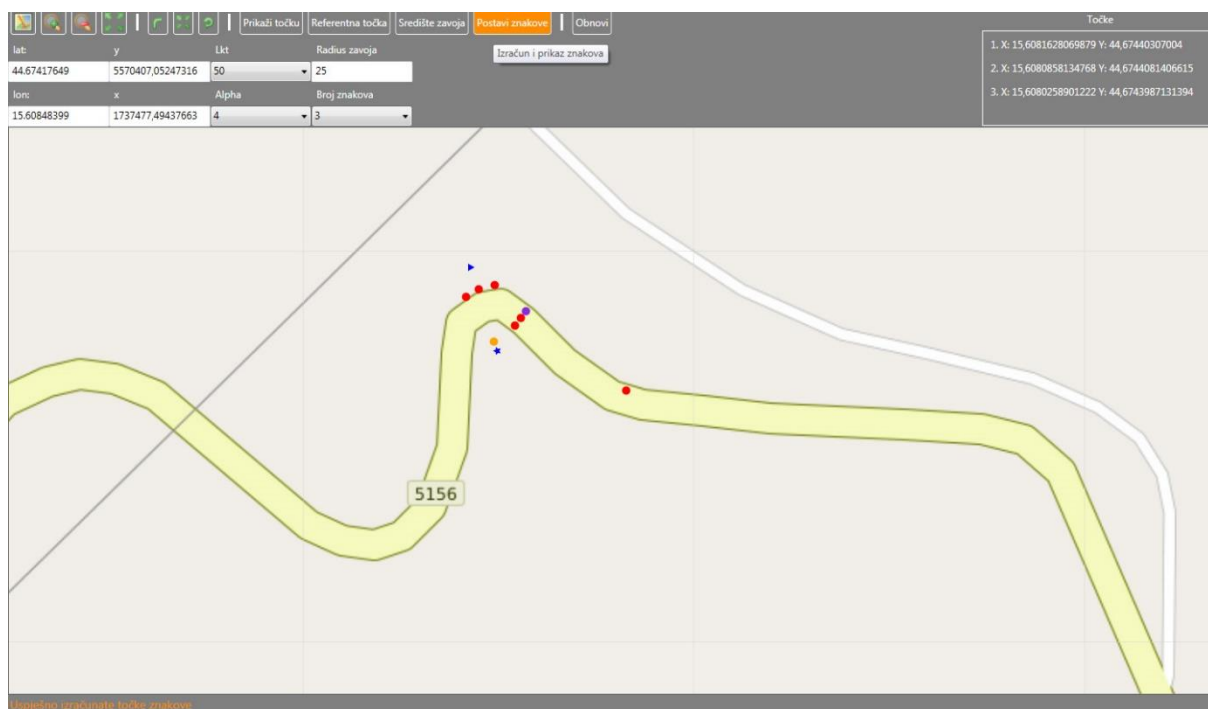 Prikaži točku Referentna točka Središte zavoja Postavi znakove Obnovi
Točke
lat: y Lkt Radius zavoja
Izračun i prikaz znakova
1. X: 15,6081628069879 Y: 44,67440307004
44.67417649 5570407,05247316 50 25
2. X: 15,6080858134768 Y: 44,6744081406615
lon: x Alpha Broj znakova
3. X: 15,6080258901222 Y: 44,6743987131394
15.60848399 1737477,49437663 4 3
5156
Uspješno izračunate točke znakove